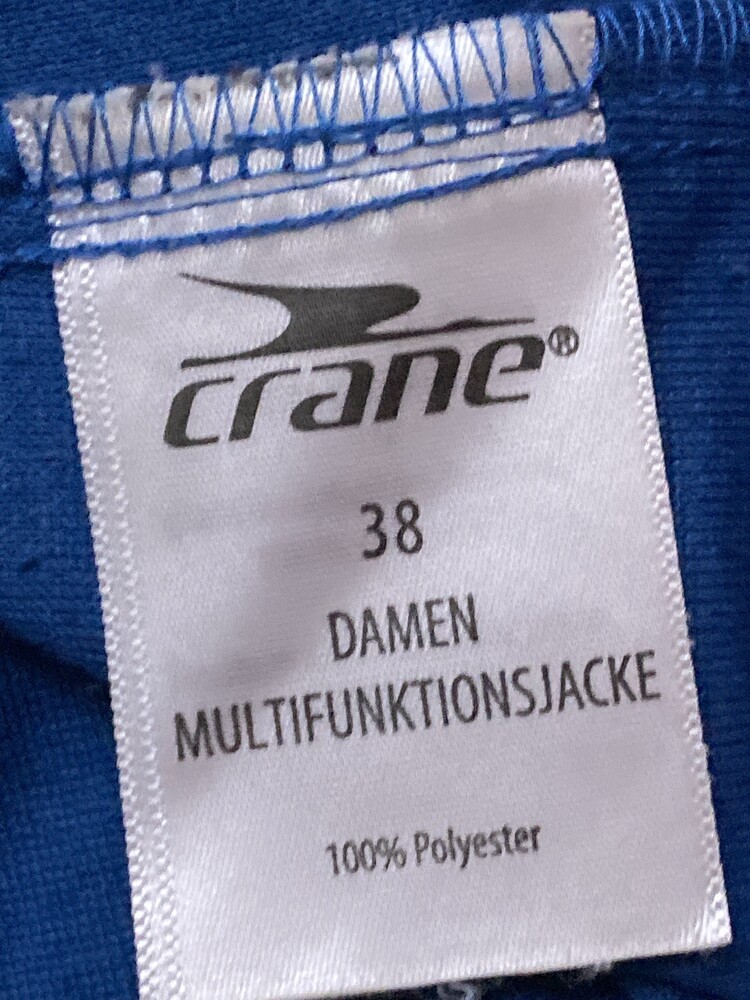 crane®
38
DAMEN
MULTIFUNKTIONSJACKE
100% Polyester